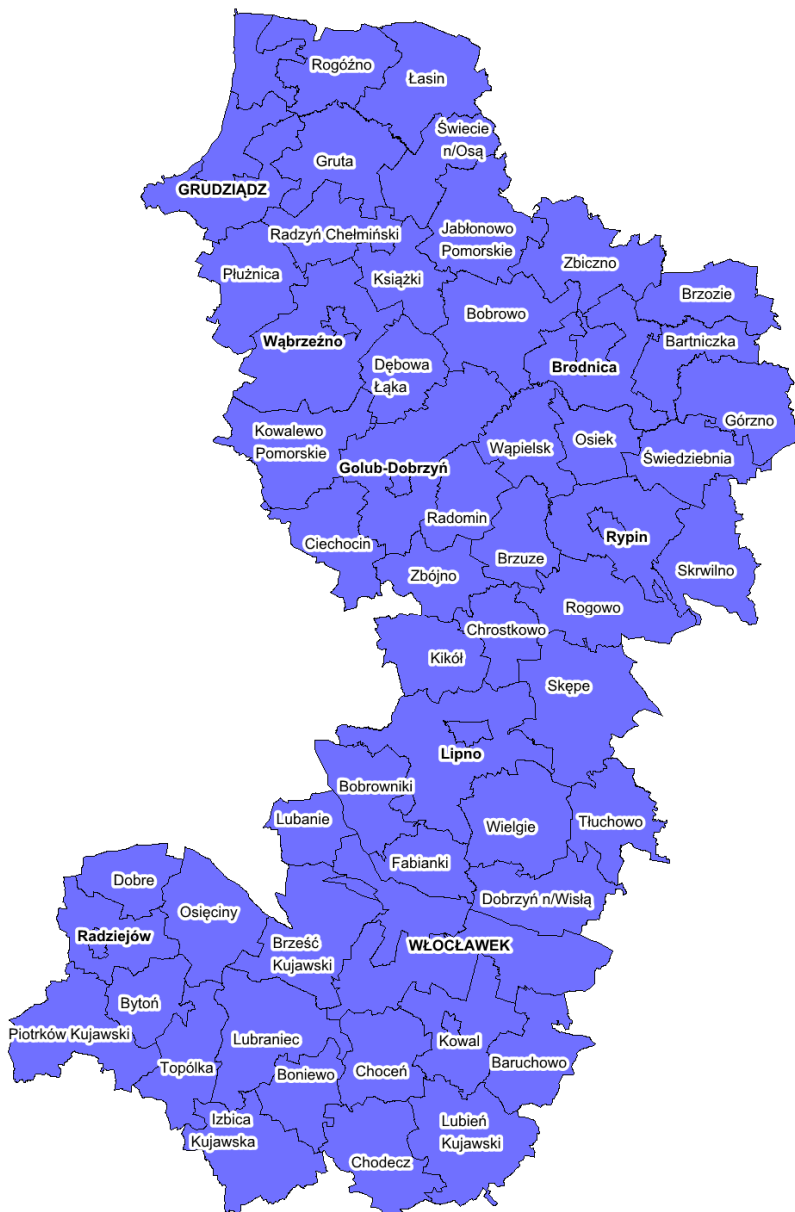 Rogóźno
Łasin
Świecie
n/Osą
Gruta
GRUDZIĄDZ
Radzyń Chełmiński
Jabłonowo
Pomorskie
Zbiczno
Płużnica
Książki
Brzozie
Bobrowo
Wąbrzeźno
Bartniczka
Dębowa
Łąka
Brodnica
Górzno
Kowalewo
Pomorskie
Wąpielsk
Osiek
Świedziebnia
Golub-Dobrzyń
Radomin
Ciechocin
Rypin
Brzuze
Skrwilno
Zbójno
Rogowo
Chrostkowo
Kikół
Skępe
Lipno
Bobrowniki
Lubanie
Wielgie
Tłuchowo
Fabianki
Dobre
Dobrzyń n/Wisłą
Osięciny
Radziejów
Brześć
Kujawski
WŁOCŁAWEK
Bytoń
Piotrków Kujawski
Lubraniec
Kowal
Topólka
Boniewo
Choceń
Baruchowo
Izbica
Kujawska
Lubień
Kujawski
Chodecz